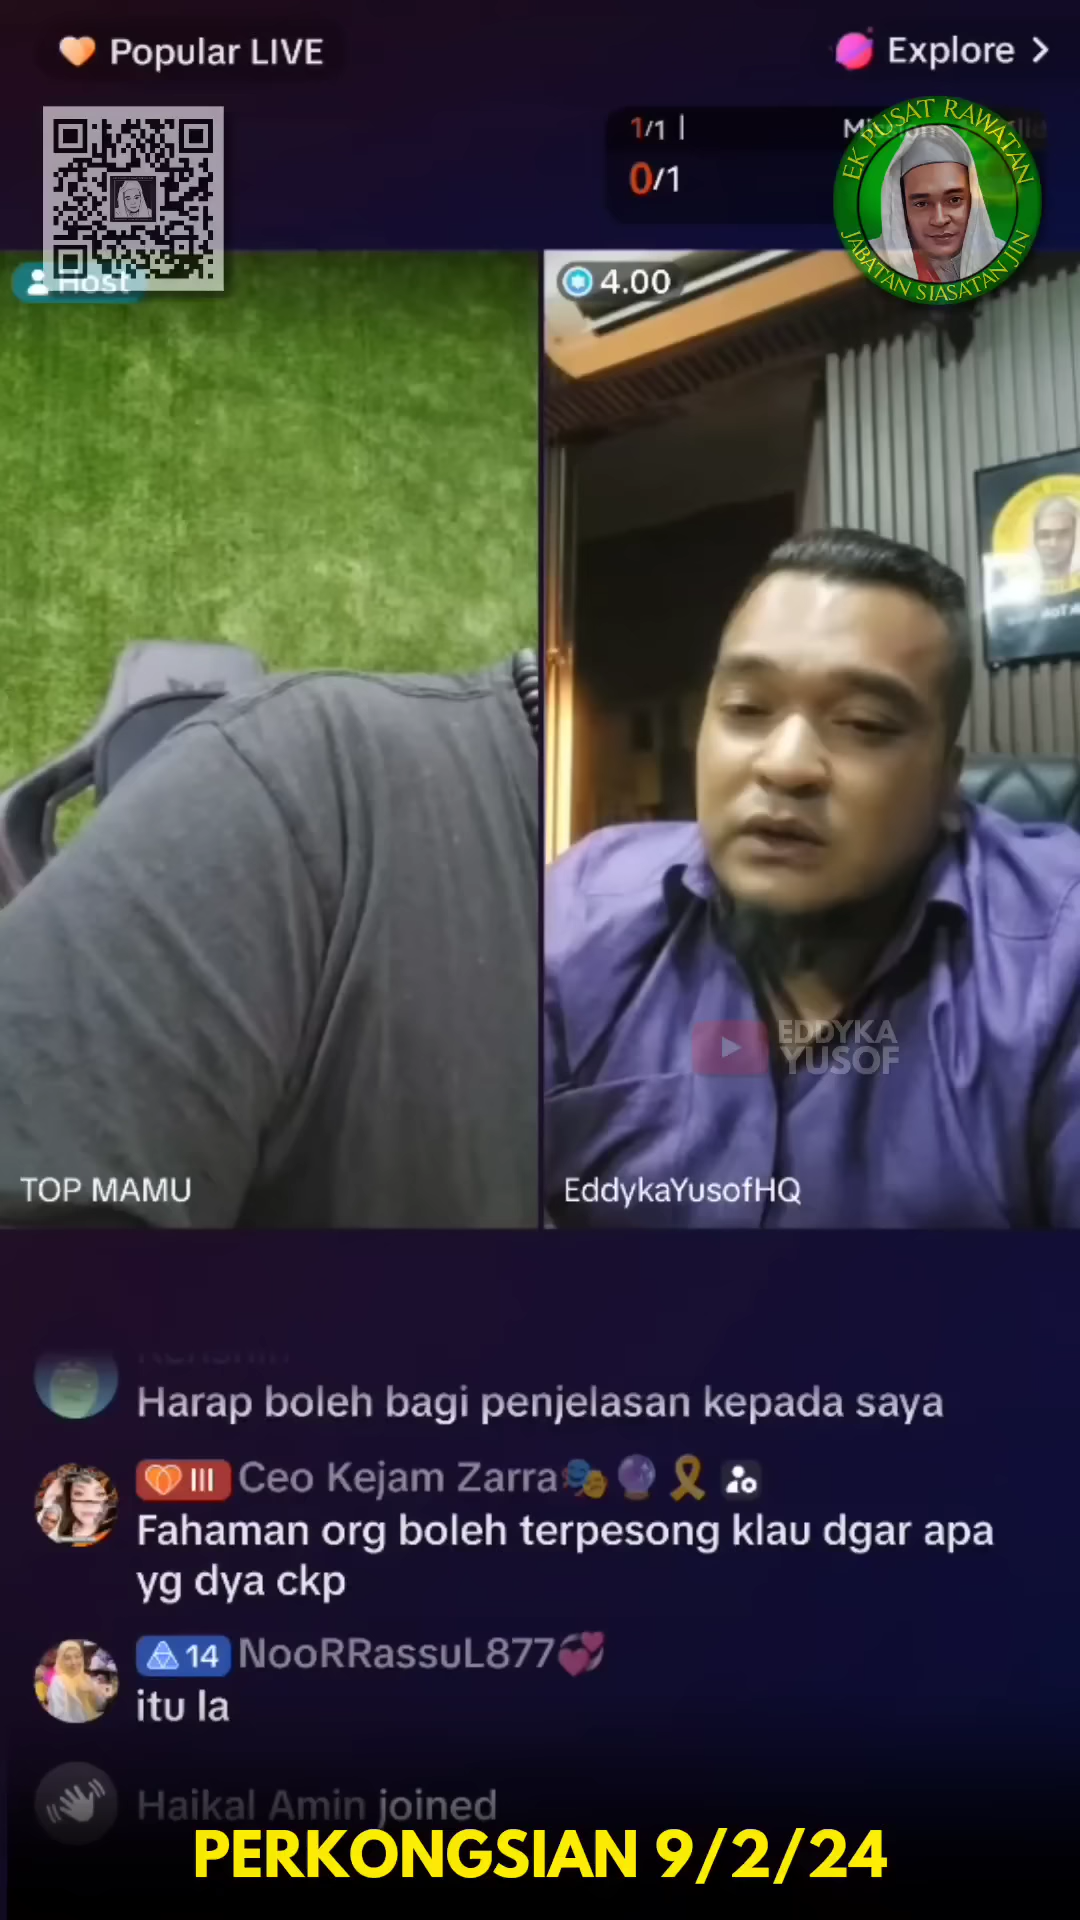 Popular LIVE
Explore
1/1
0/1
EK PUSAT RAWATAN
JABATAN SIASATAN JIN
Host
4.00
EDDYKA
YUSOF
TOP MAMU
EddykaYusofHQ
Harap boleh bagi penjelasan kepada saya
III Ceo Kejam Zarra
Fahaman org boleh terpesong klau dgar apa
yg dya ckp
14 NooRRassuL877
itu la
Haikal Amin joined
PERKONGSIAN 9/2/24